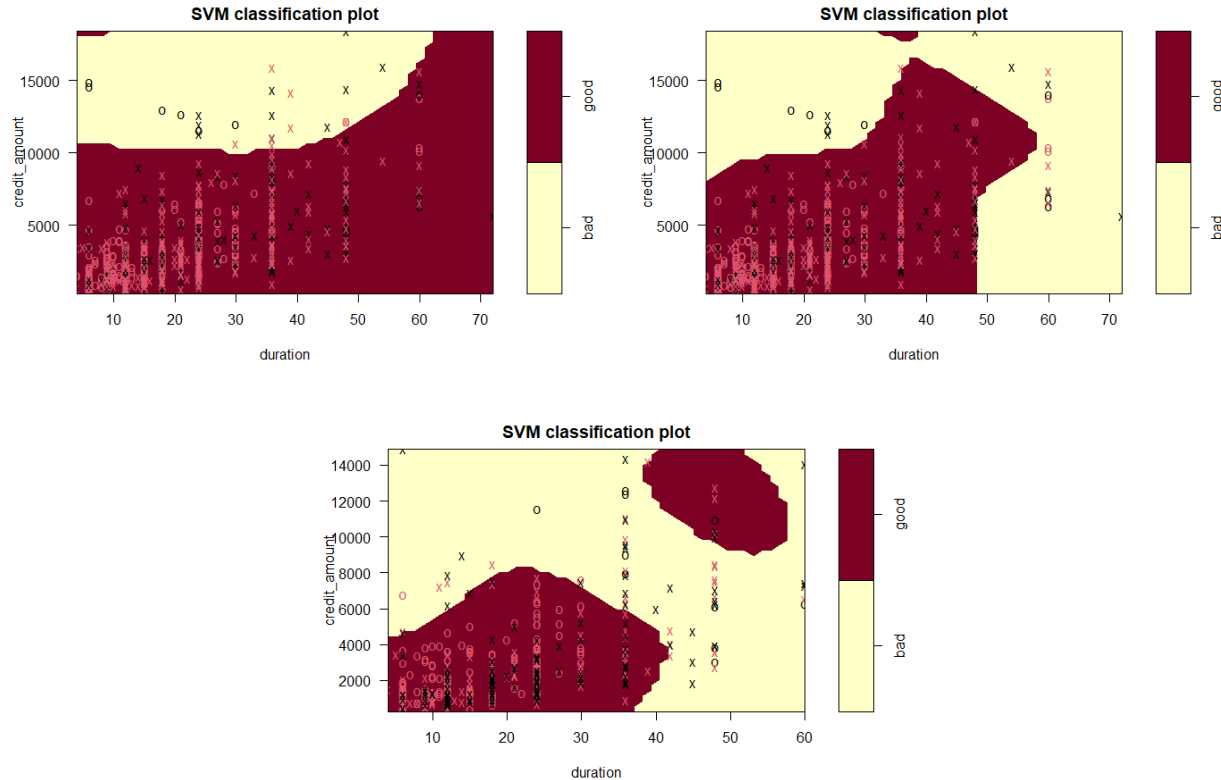 SVM classification plot
15000
10000
5000
credit_amount
10 20 30 40 50 60 70
duration
good
bad
SVM classification plot
15000
10000
5000
credit_amount
10 20 30 40 50 60 70
duration
good
bad
SVM classification plot
14000
12000
10000
8000
6000
4000
2000
credit_amount
10 20 30 40 50 60
duration
good
bad